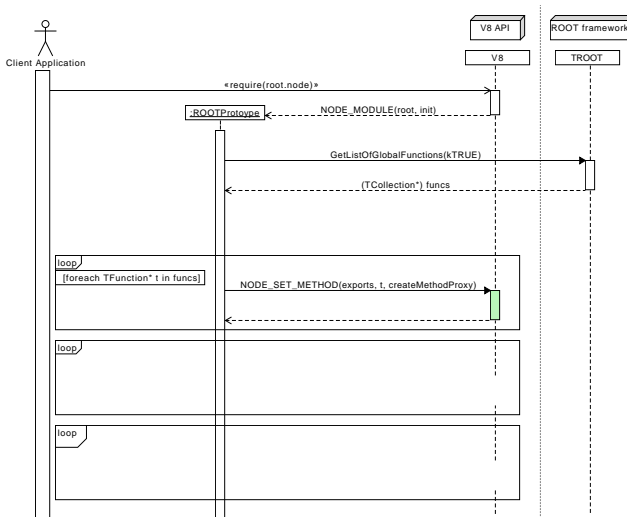 V8 API
ROOT framework
Client Application
V8
TROOT
«require(root.node)»
:ROOTProtoype
NODE_MODULE(root, init)
GetListOfGlobalFunctions(kTRUE)
(TCollection*) funcs
loop
[foreach TFunction* t in funcs]
NODE_SET_METHOD(exports, t, createMethodProxy)
loop
loop